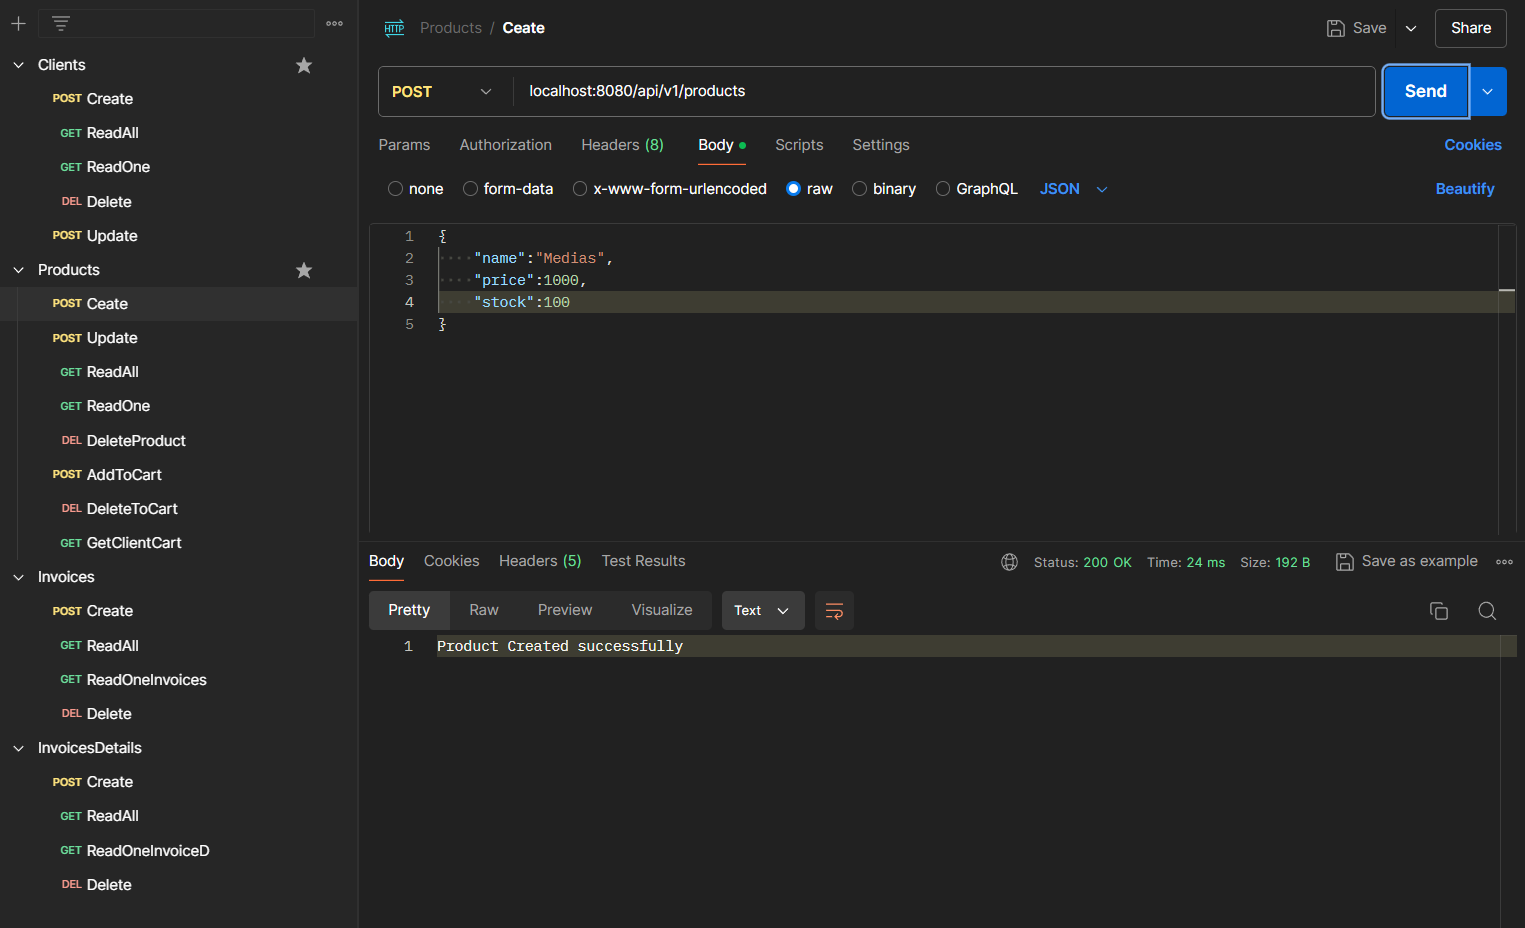 HTTP Products / Ceate Save Share
Clients
POST Create
GET ReadAll
GET ReadOne
DEL Delete
POST Update
Products
POST Ceate
POST Update
GET ReadAll
GET ReadOne
DEL DeleteProduct
POST AddToCart
DEL DeleteToCart
GET GetClientCart
Invoices
POST Create
GET ReadAll
GET ReadOneInvoices
DEL Delete
InvoicesDetails
POST Create
GET ReadAll
GET ReadOneInvoiceD
DEL Delete
POST localhost:8080/api/v1/products Send
Params Authorization Headers (8) Body Scripts Settings Cookies
none form-data x-www-form-urlencoded raw binary GraphQL JSON Beautify
1 {
2 "name":"Medias",
3 "price":1000,
4 "stock":100
5 }
Body Cookies Headers (5) Test Results Status: 200 OK Time: 24 ms Size: 192 B Save as example
Pretty Raw Preview Visualize Text
1 Product Created successfully